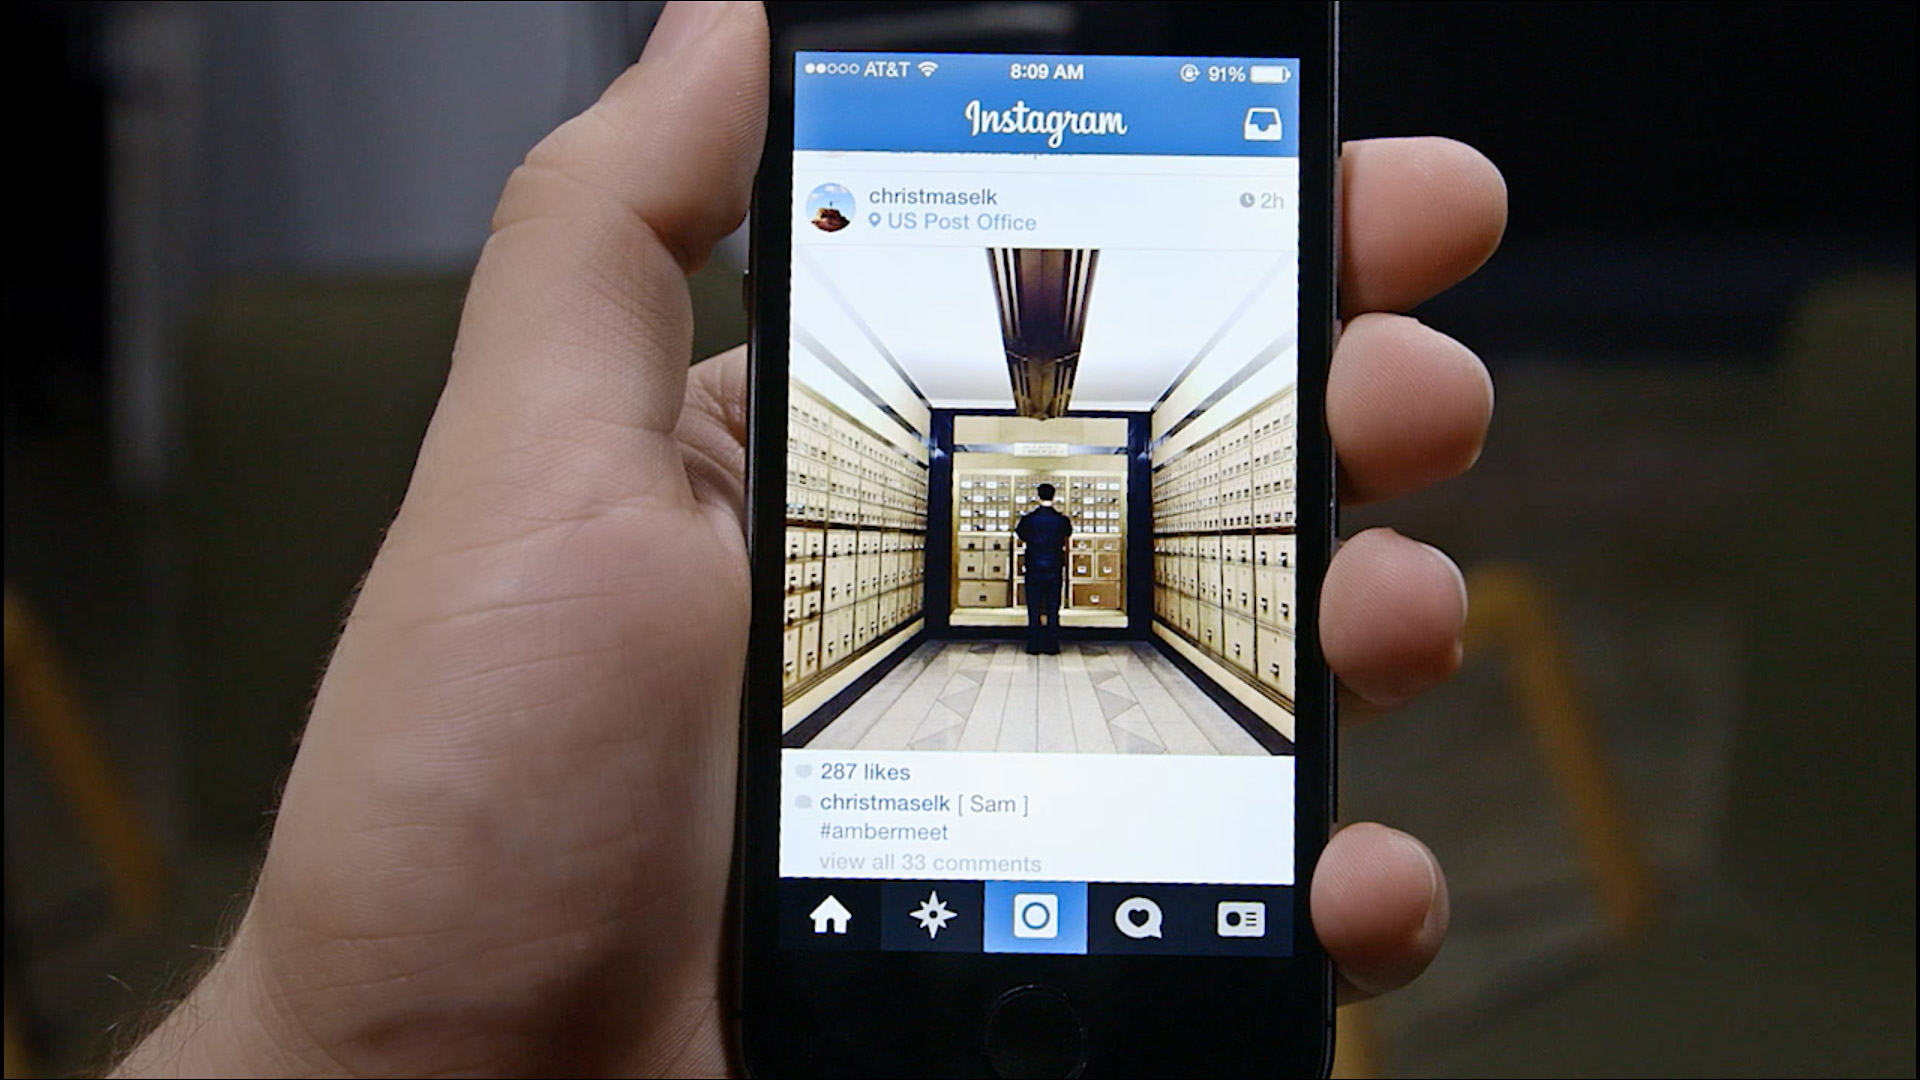 AT&T 8:09 AM 91%
Instagram
christmaselk 2h
US Post Office
287 likes
christmaselk [ Sam ]
#ambermeet
view all 33 comments